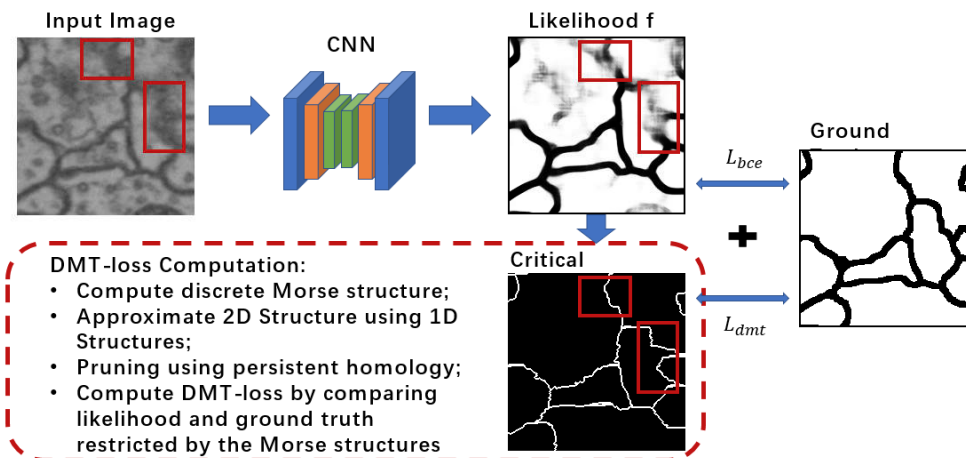 Input Image
CNN
Likelihood f
Ground
L_bce
L_dmt
DMT-loss Computation:
• Compute discrete Morse structure;
• Approximate 2D Structure using 1D
Structures;
• Pruning using persistent homology;
• Compute DMT-loss by comparing
likelihood and ground truth
restricted by the Morse structures
Critical
+